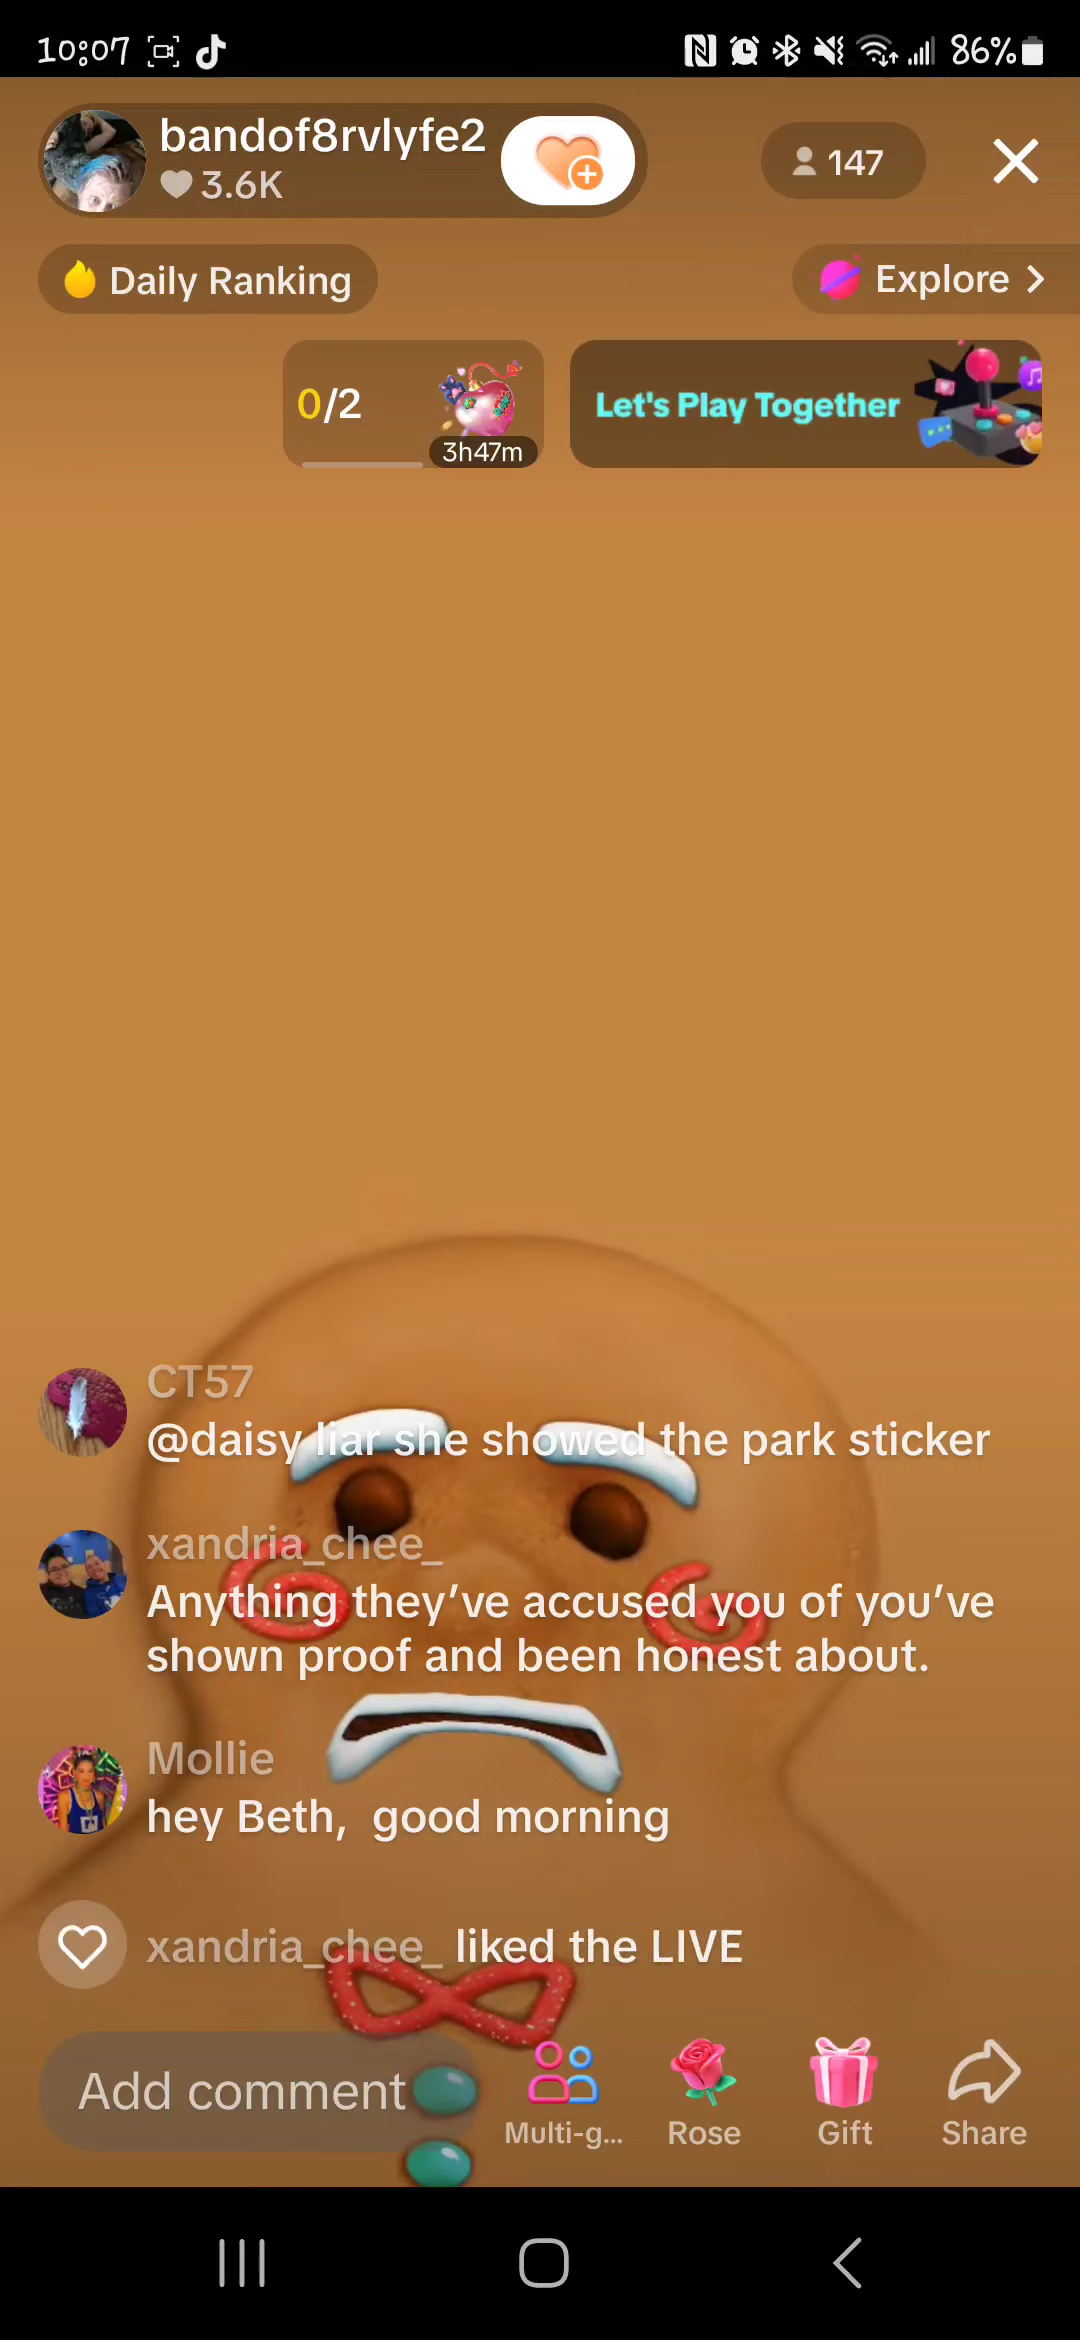 10:07
86%
bandof8rvlyfe2
3.6K
147
Daily Ranking
Explore
0/2
3h47m
Let's Play Together
CT57
@daisy liar she showed the park sticker
xandria_chee_
Anything they’ve accused you of you’ve
shown proof and been honest about.
Mollie
hey Beth,  good morning
xandria_chee_ liked the LIVE
Add comment
Multi-g...
Rose
Gift
Share